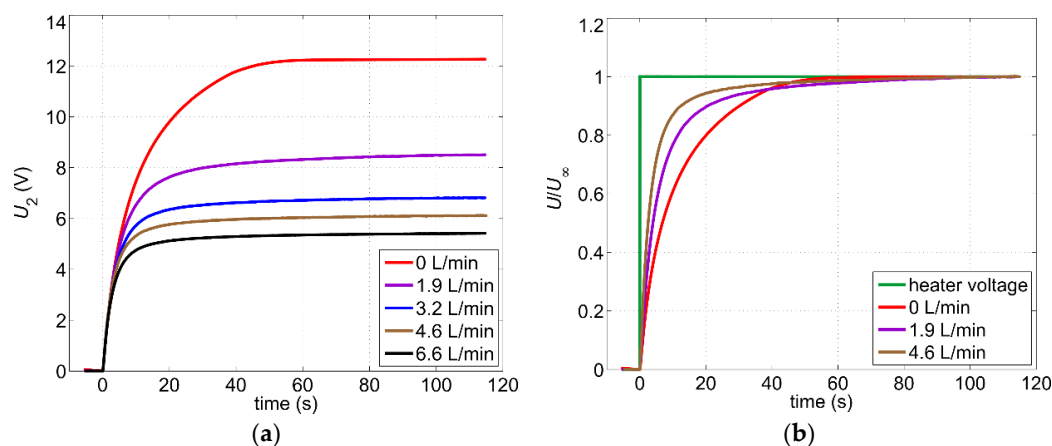 14
12
10
8
6
4
2
0
U2 (V)
0 20 40 60 80 100 120
time (s)
0 L/min
1.9 L/min
3.2 L/min
4.6 L/min
6.6 L/min
(a)
1.2
1
0.8
0.6
0.4
0.2
0
U/U∞
0 20 40 60 80 100 120
time (s)
heater voltage
0 L/min
1.9 L/min
4.6 L/min
(b)